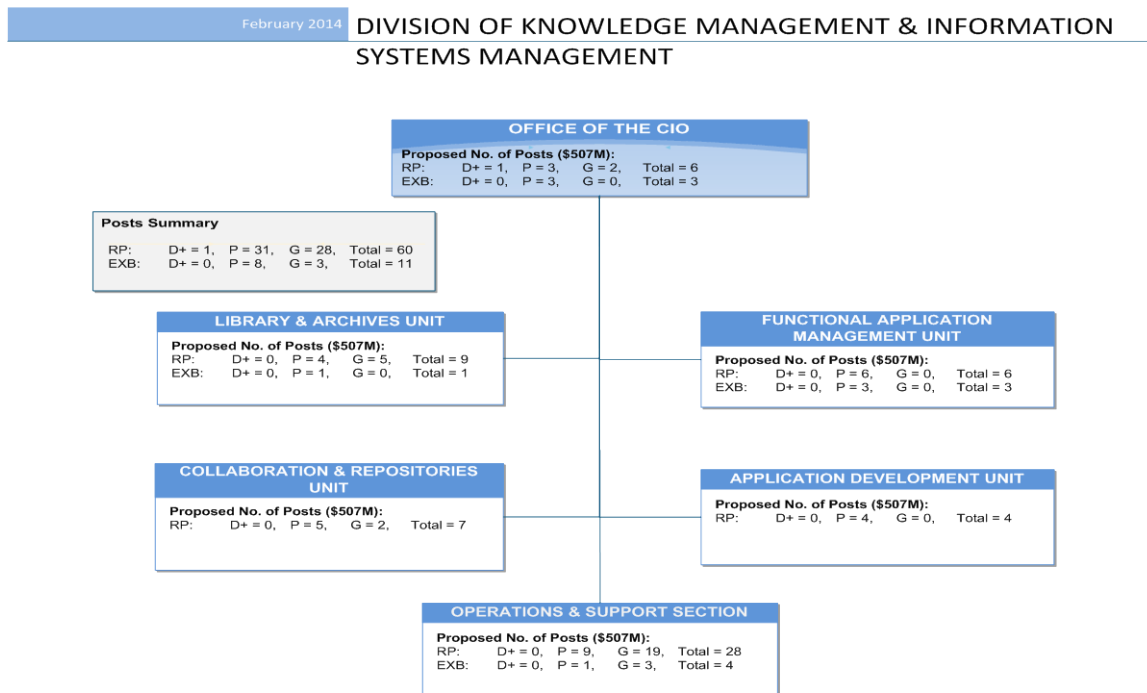 February 2014
DIVISION OF KNOWLEDGE MANAGEMENT & INFORMATION
SYSTEMS MANAGEMENT
OFFICE OF THE CIO
Proposed No. of Posts ($507M):
RP: D+ = 1, P = 3, G = 2, Total = 6
EXB: D+ = 0, P = 3, G = 0, Total = 3
Posts Summary
RP: D+ = 1, P = 31, G = 28, Total = 60
EXB: D+ = 0, P = 8, G = 3, Total = 11
LIBRARY & ARCHIVES UNIT
Proposed No. of Posts ($507M):
RP: D+ = 0, P = 4, G = 5, Total = 9
EXB: D+ = 0, P = 1, G = 0, Total = 1
FUNCTIONAL APPLICATION
MANAGEMENT UNIT
Proposed No. of Posts ($507M):
RP: D+ = 0, P = 6, G = 0, Total = 6
EXB: D+ = 0, P = 3, G = 0, Total = 3
COLLABORATION & REPOSITORIES
UNIT
Proposed No. of Posts ($507M):
RP: D+ = 0, P = 5, G = 2, Total = 7
APPLICATION DEVELOPMENT UNIT
Proposed No. of Posts ($507M):
RP: D+ = 0, P = 4, G = 0, Total = 4
OPERATIONS & SUPPORT SECTION
Proposed No. of Posts ($507M):
RP: D+ = 0, P = 9, G = 19, Total = 28
EXB: D+ = 0, P = 1, G = 3, Total = 4